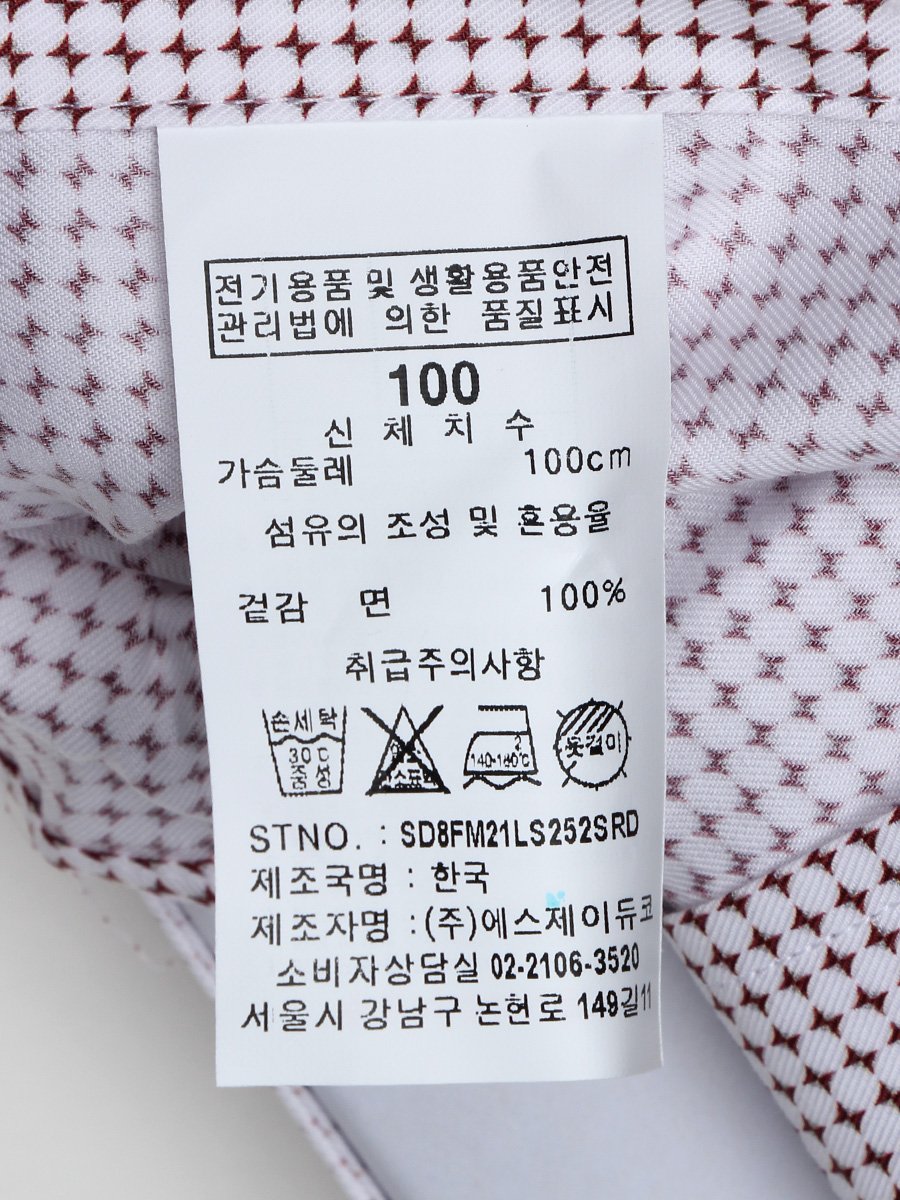 전기용품 및 생활용품안전
관리법에 의한 품질표시
100
신 체 치 수
가슴둘레 100cm
섬유의 조성 및 혼용율
겉감 면 100%
취급주의사항
손세탁 30℃ 중성
2 140-160℃
옷걸이
STNO. : SD8FM21LS252SRD
제조국명 : 한국
제조자명 : (주)에스제이듀코
소비자상담실 02-2106-3520
서울시 강남구 논현로 149길11